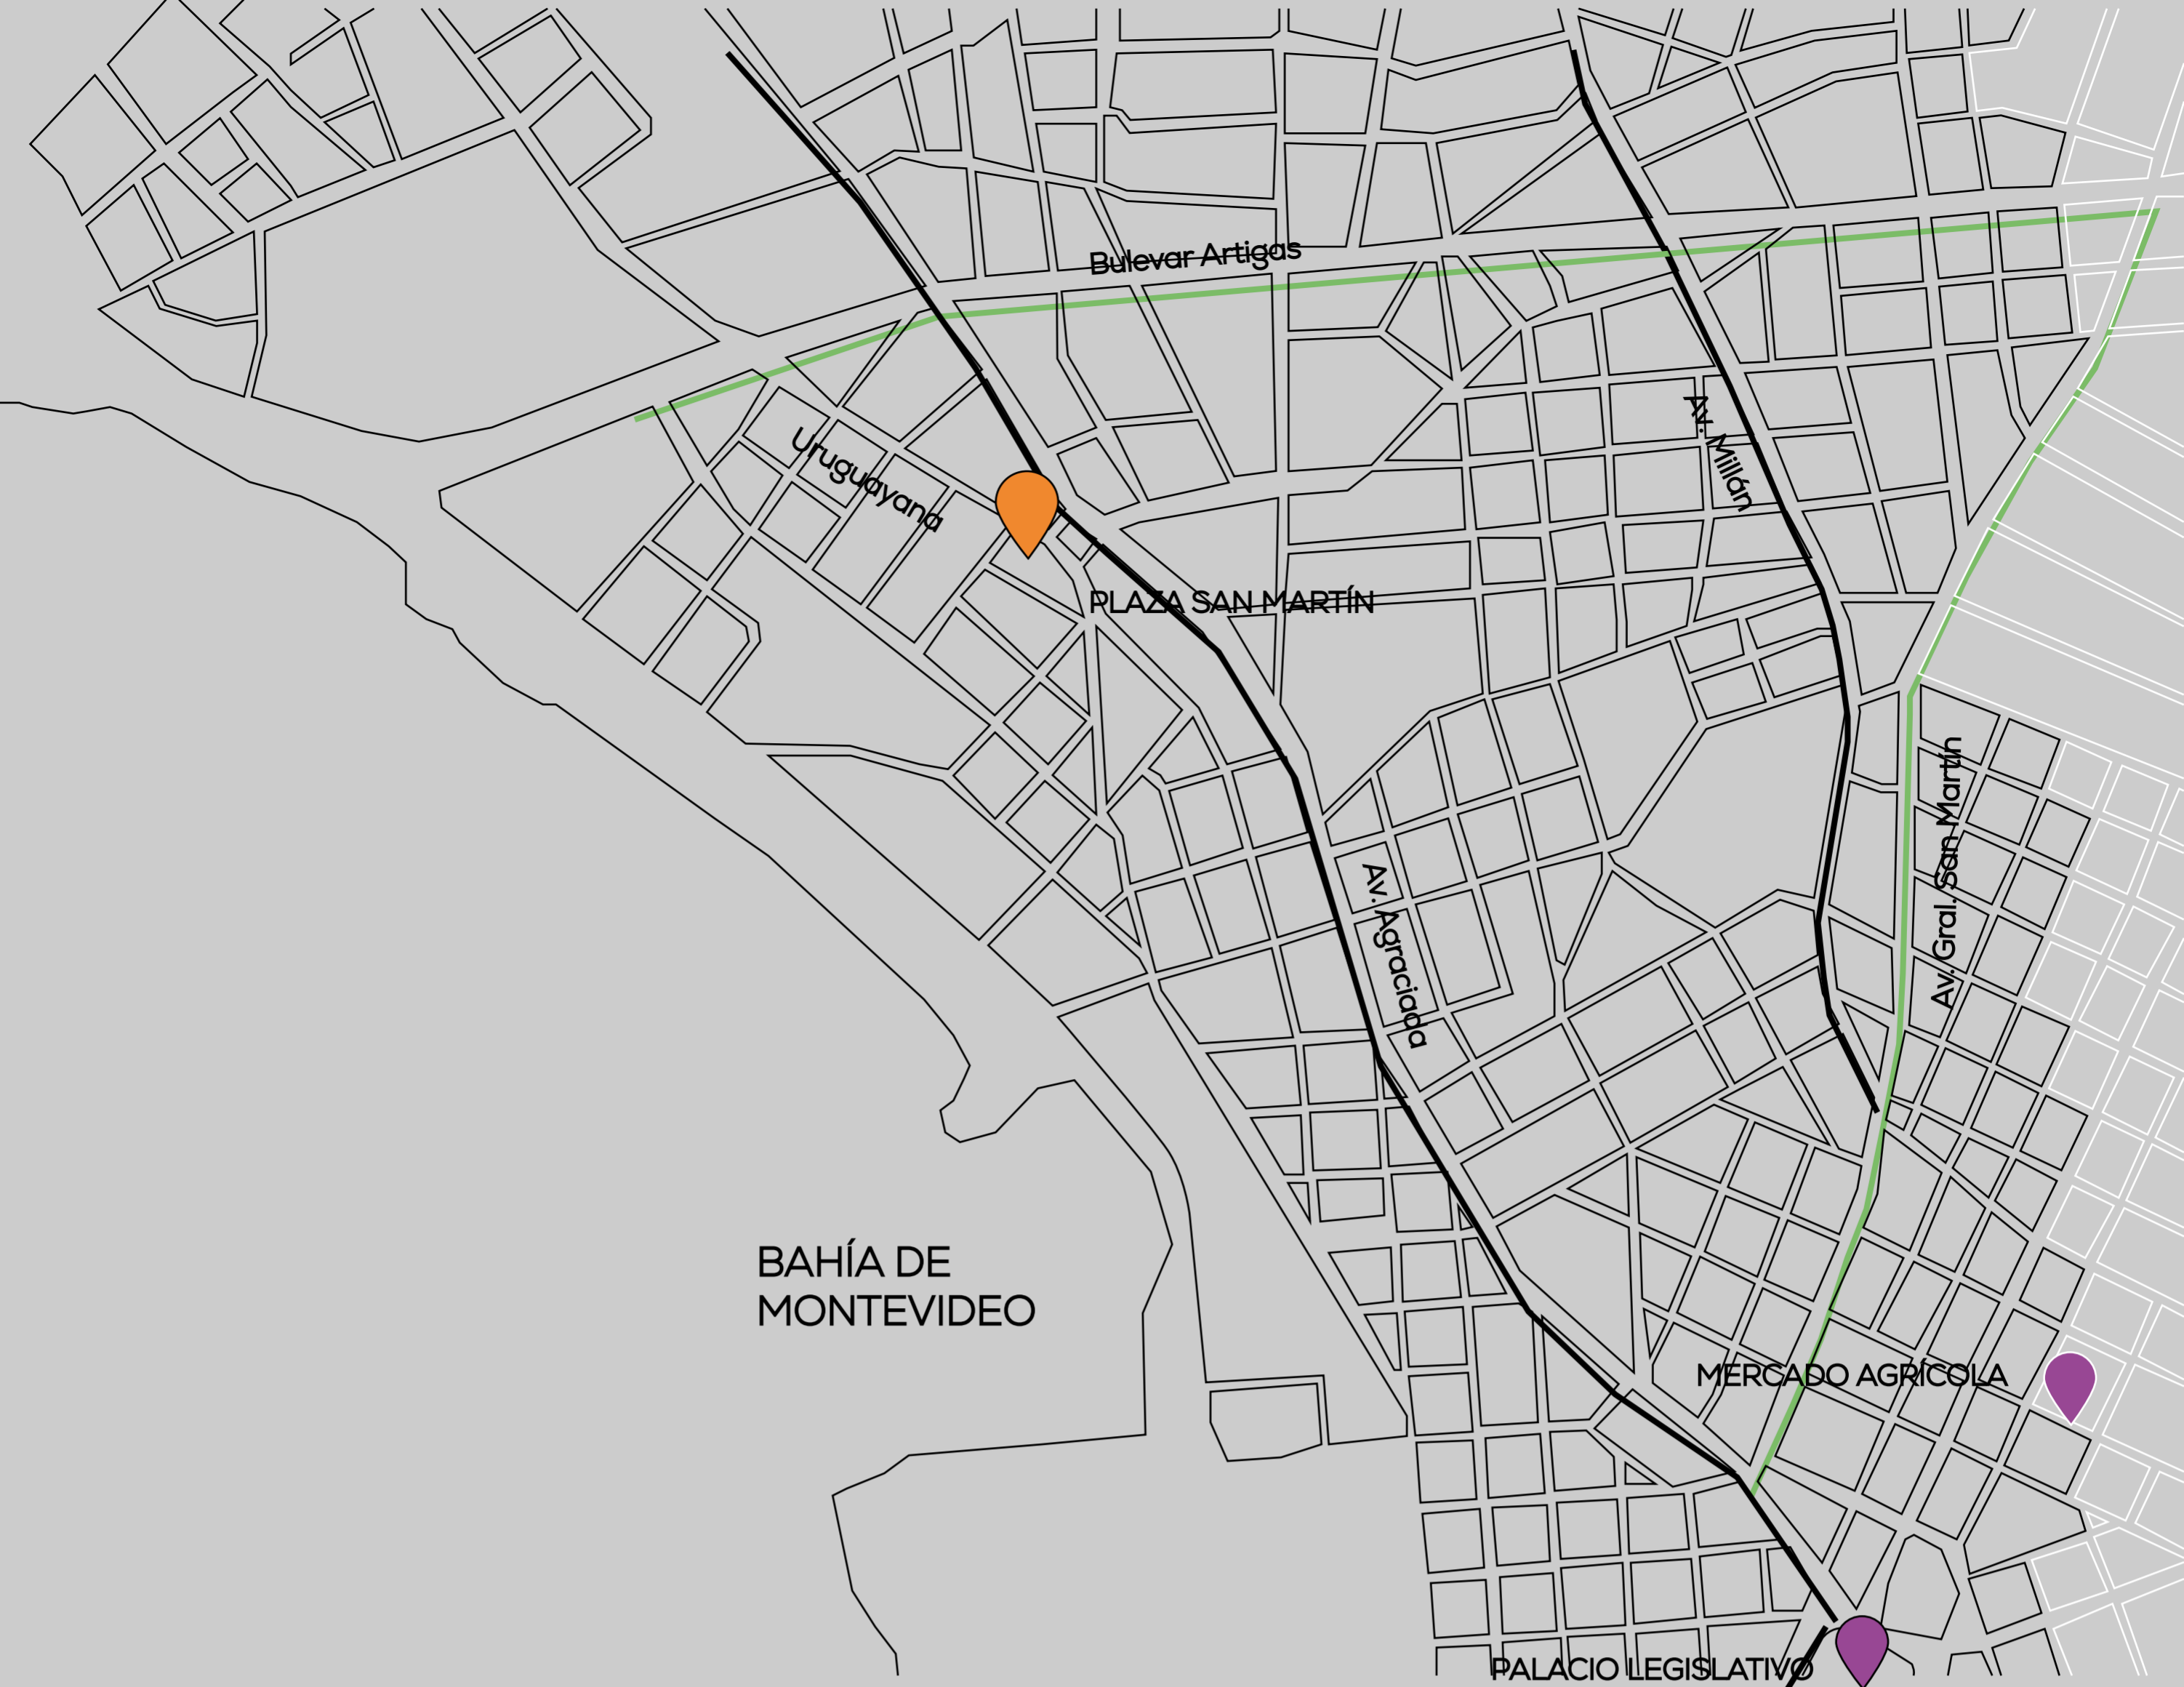 Bulevar Artigas
Uruguayana
Av. Millán
PLAZA SAN MARTÍN
Av. Agraciada
Av. Gral. San Martín
BAHÍA DE
MONTEVIDEO
MERCADO AGRÍCOLA
PALACIO LEGISLATIVO